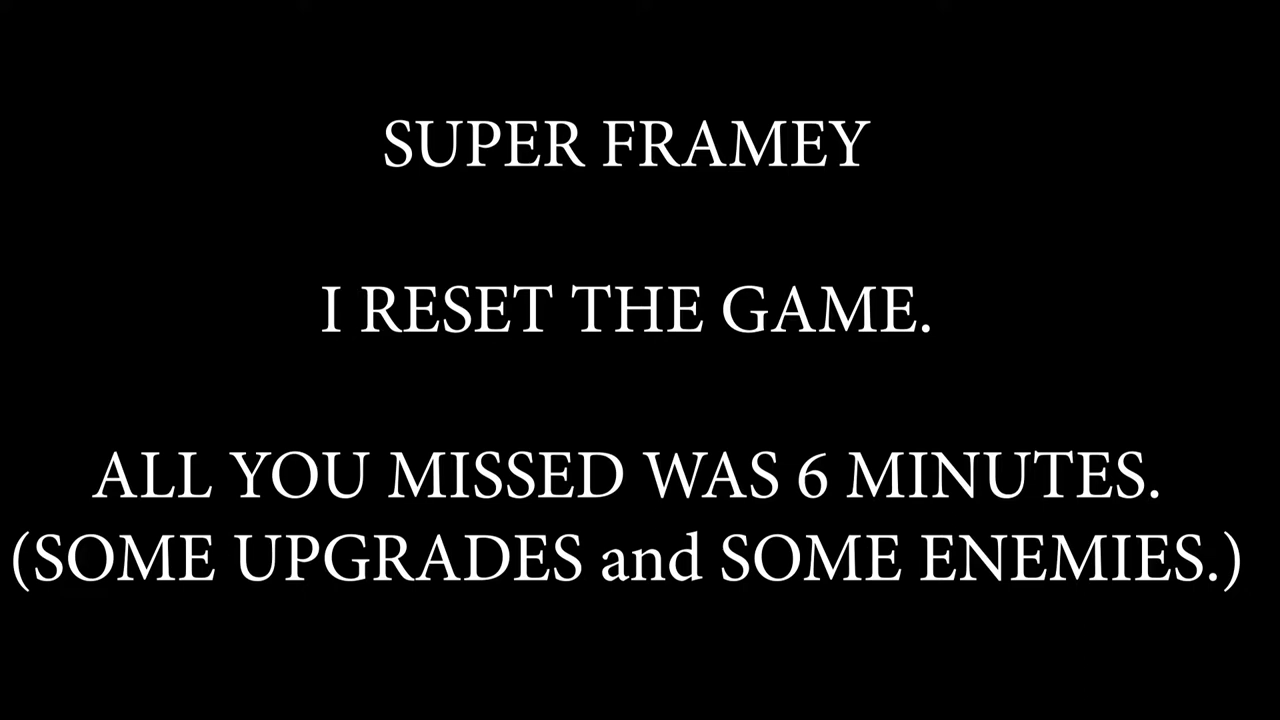 SUPER FRAMEY
I RESET THE GAME.
ALL YOU MISSED WAS 6 MINUTES.
(SOME UPGRADES and SOME ENEMIES.)